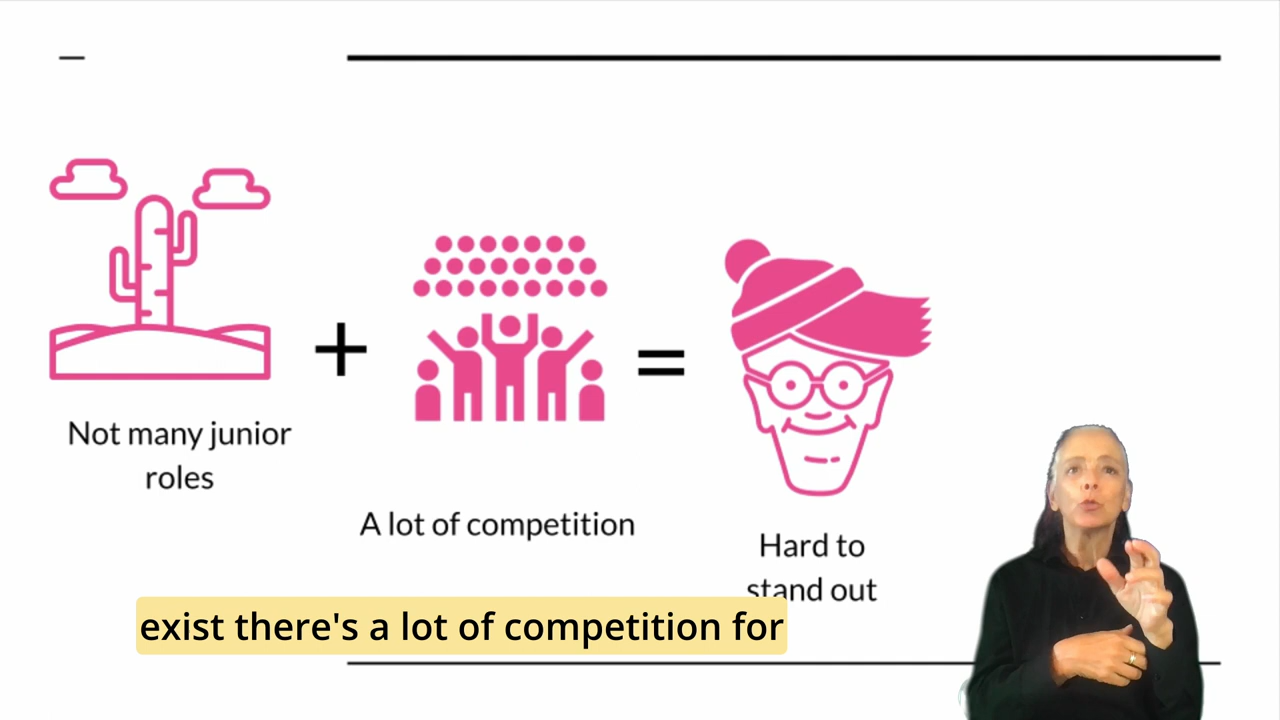 Not many junior
roles
+
A lot of competition
=
Hard to
stand out
exist there's a lot of competition for